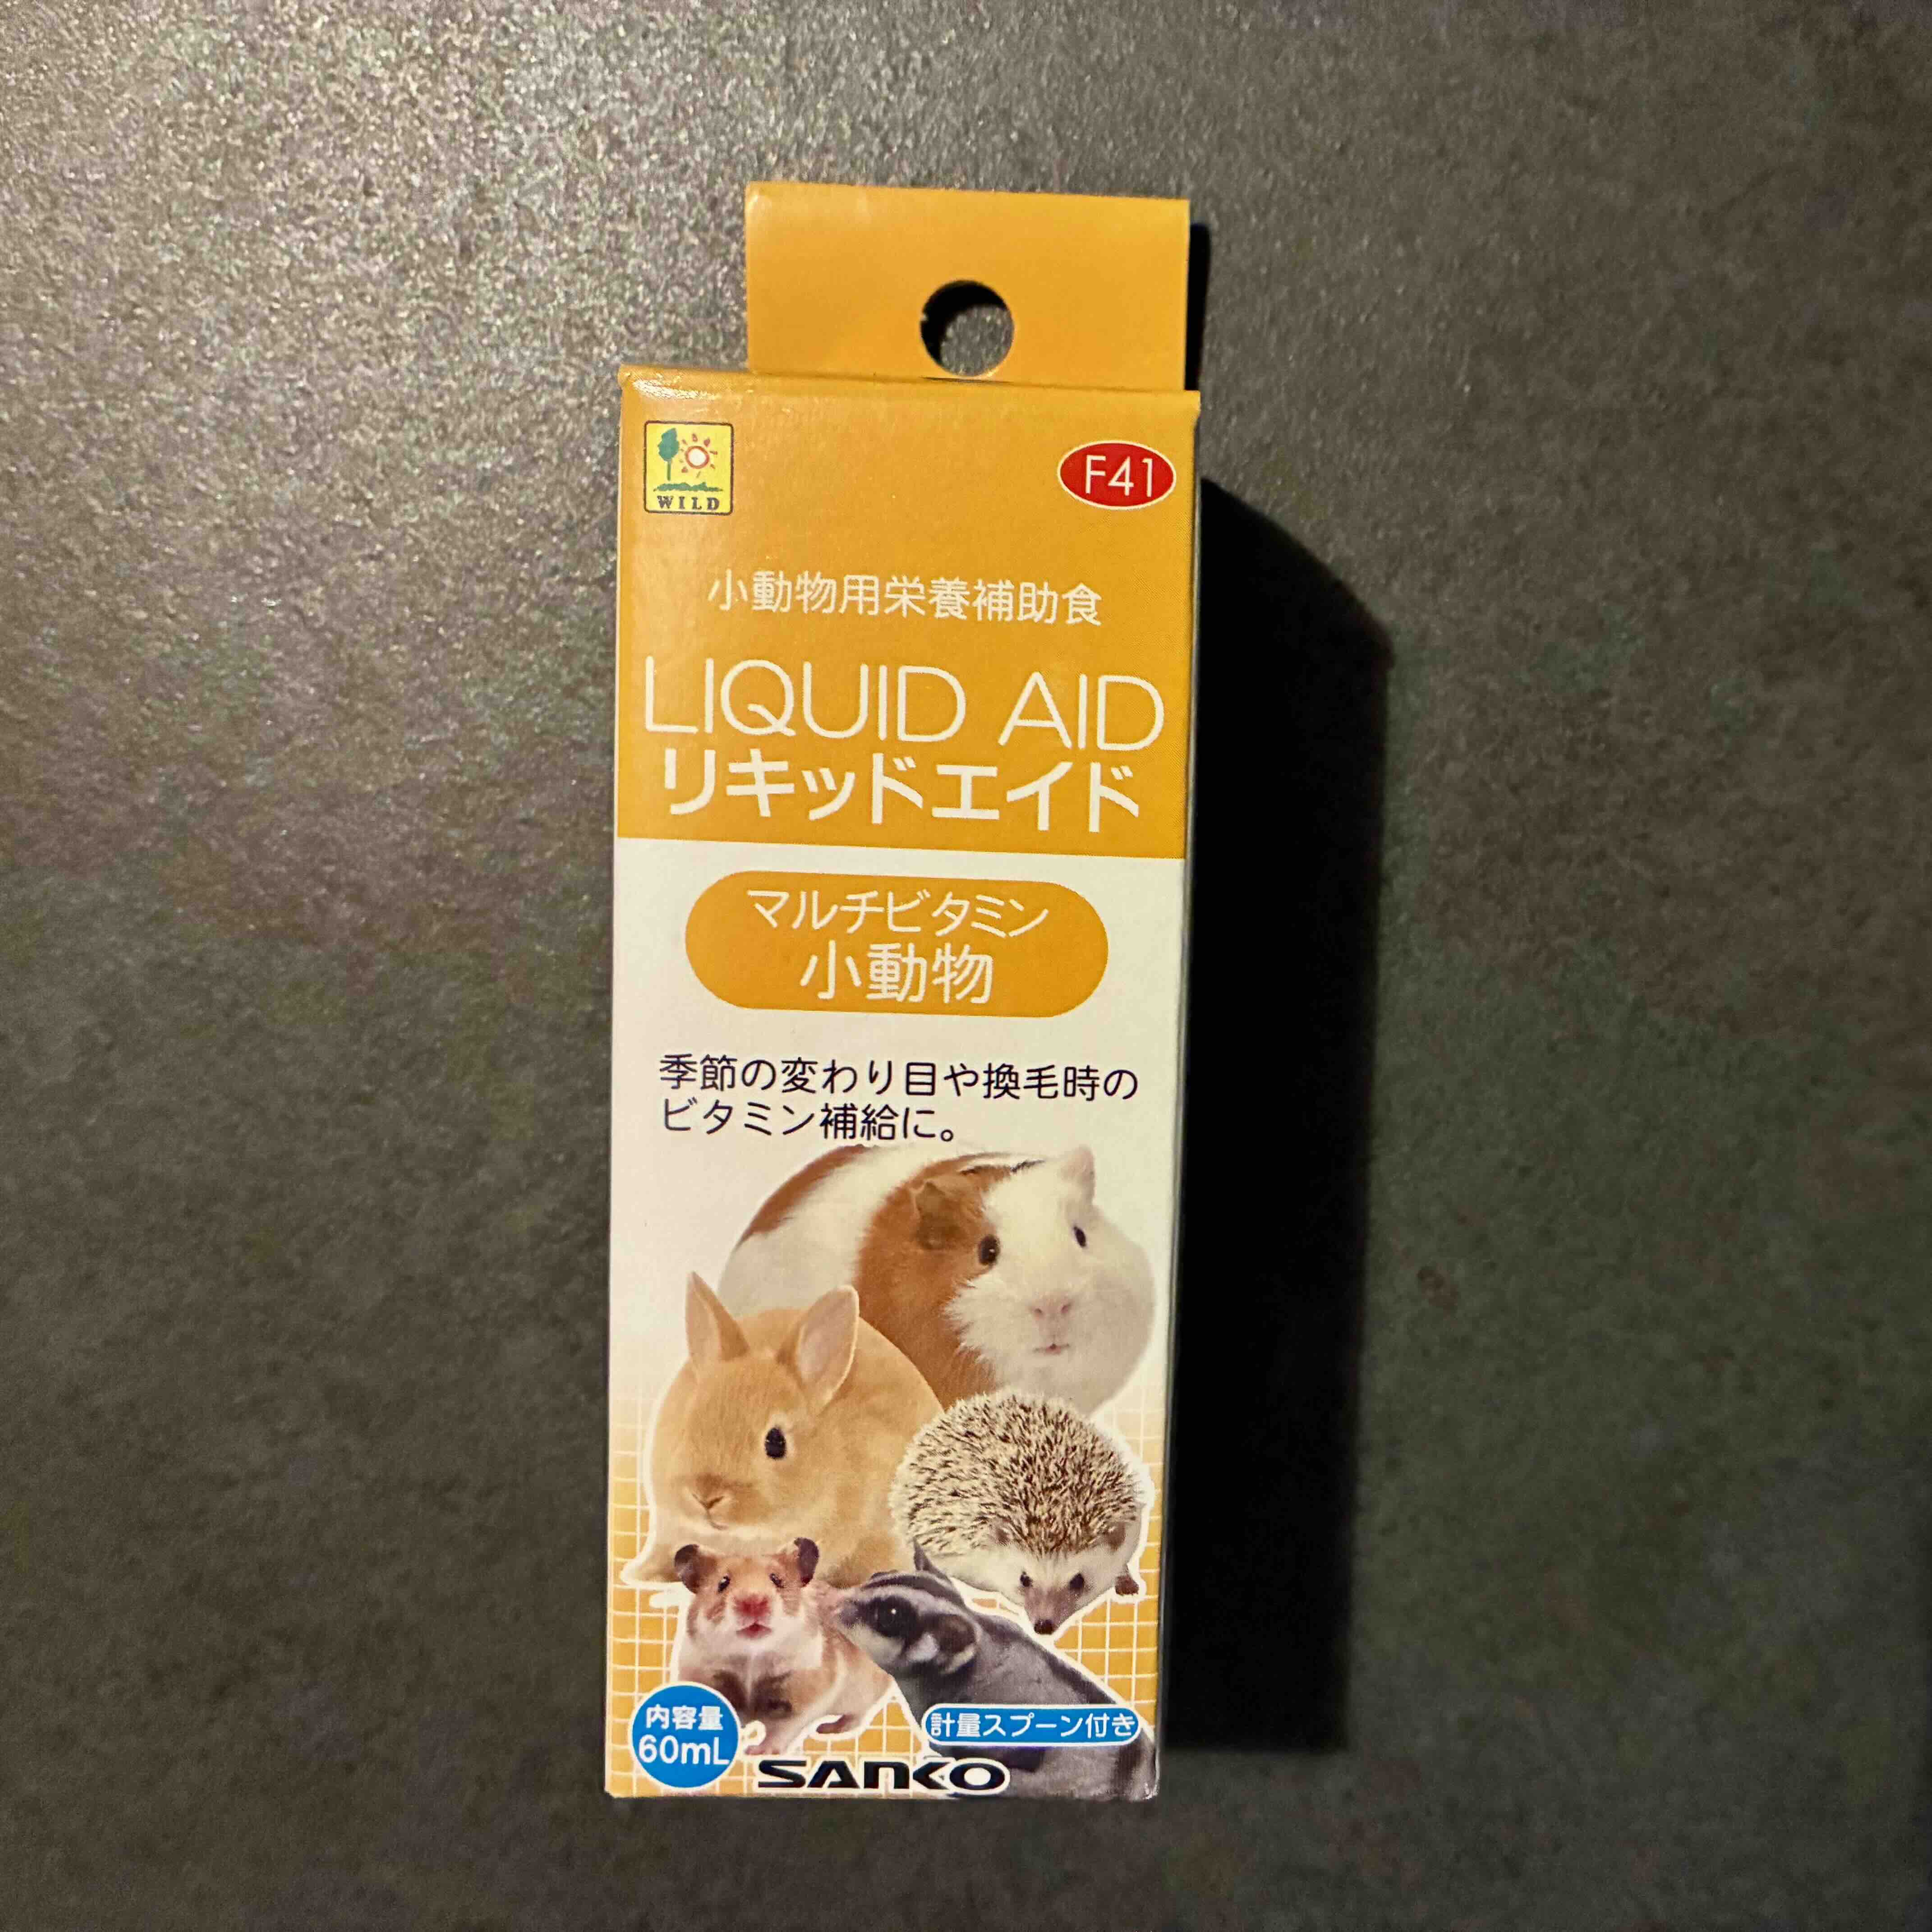 WILD
F41
小動物用栄養補助食
LIQUID AID
リキッドエイド
マルチビタミン
小動物
季節の変わり目や換毛時の
ビタミン補給に。
内容量
60mL
計量スプーン付き
SANKO